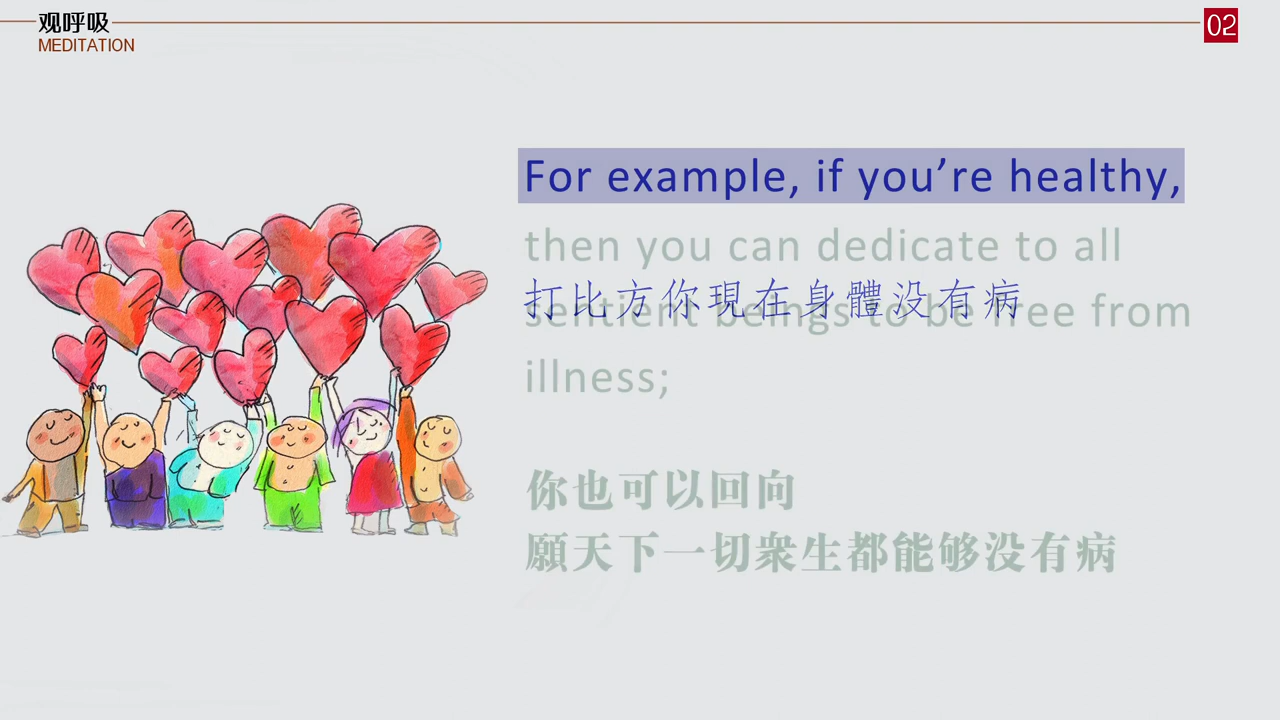 观呼吸
MEDITATION
02
For example, if you’re healthy,
then you can dedicate to all
打比方你現在身體没有病
sentient beings to be free from
illness;
你也可以回向
願天下一切衆生都能够没有病